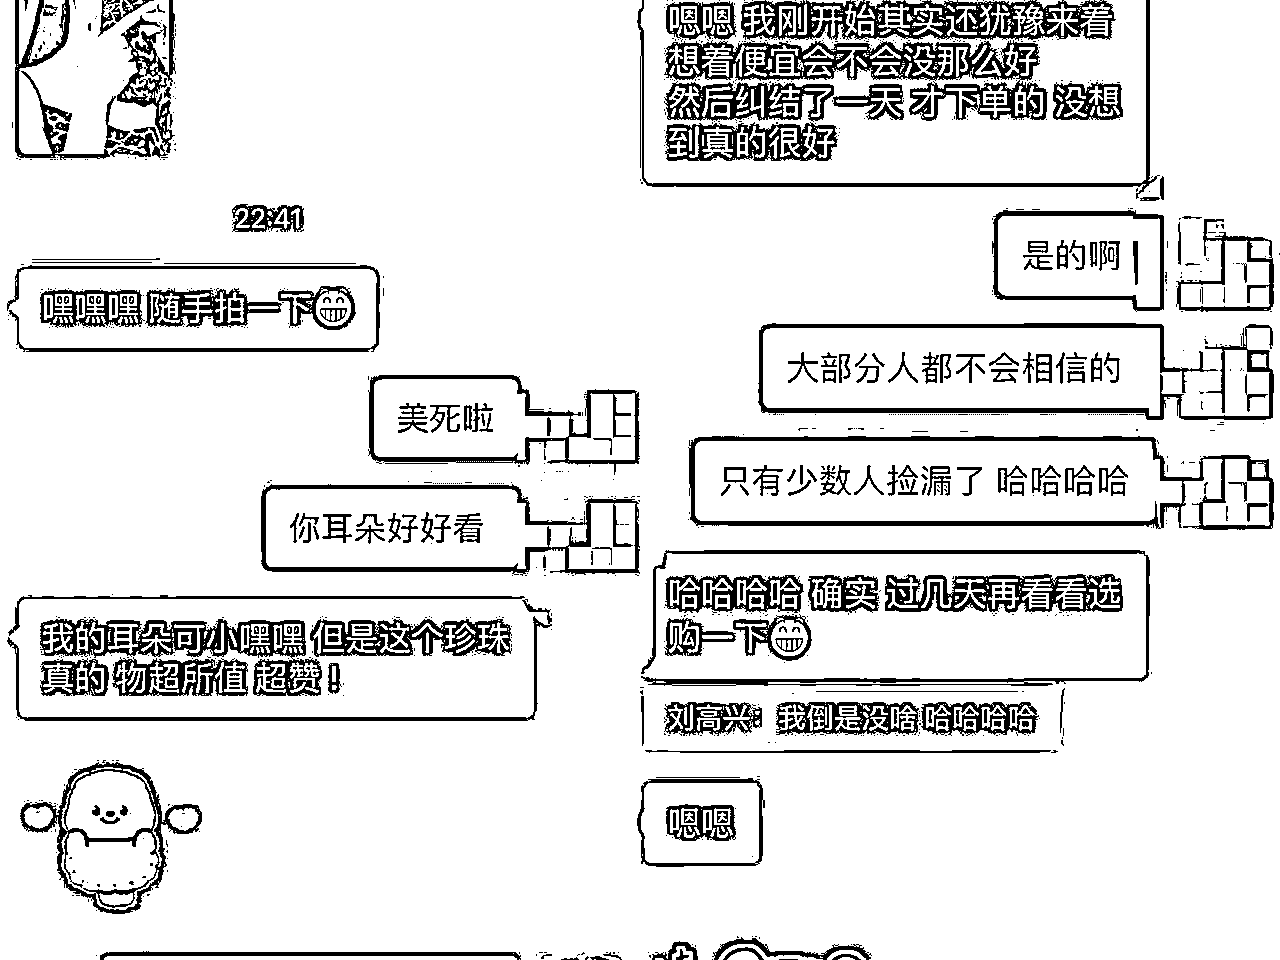 22:41
嘿嘿嘿 随手拍一下
美死啦
你耳朵好好看
我的耳朵可小嘿嘿 但是这个珍珠
真的 物超所值 超赞！
嗯嗯 我刚开始其实还犹豫来着
想着便宜会不会没那么好
然后纠结了一天 才下单的 没想
到真的很好
是的啊
大部分人都不会相信的
只有少数人捡漏了 哈哈哈哈
哈哈哈哈 确实 过几天再看看选
购一下
刘高兴：我倒是没啥 哈哈哈哈
嗯嗯